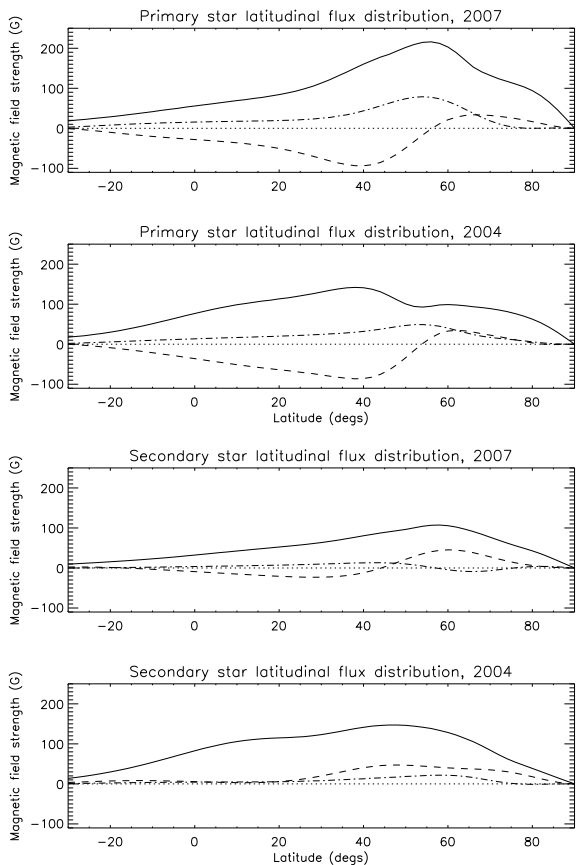 Primary star latitudinal flux distribution, 2007
Magnetic field strength (G)
200
100
0
−100
−20 0 20 40 60 80
Primary star latitudinal flux distribution, 2004
Magnetic field strength (G)
200
100
0
−100
−20 0 20 40 60 80
Latitude (degs)
Secondary star latitudinal flux distribution, 2007
Magnetic field strength (G)
200
100
0
−100
−20 0 20 40 60 80
Secondary star latitudinal flux distribution, 2004
Magnetic field strength (G)
200
100
0
−100
−20 0 20 40 60 80
Latitude (degs)